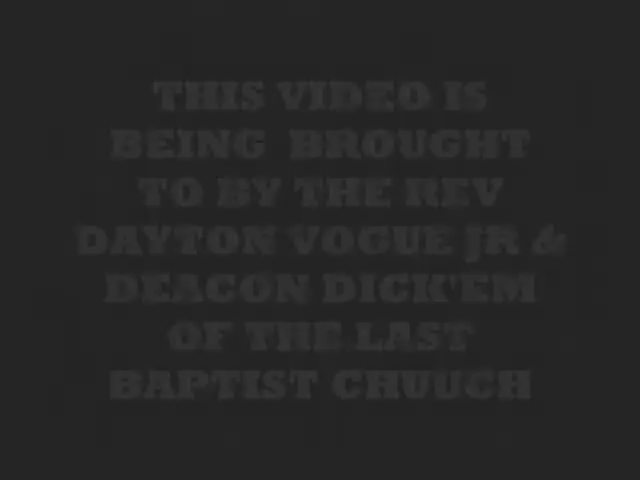 THIS VIDEO IS
BEING BROUGHT
TO BY THE REV
DAYTON VOGUE JR &
DEACON DICK'EM
OF THE LAST
BAPTIST CHUUCH